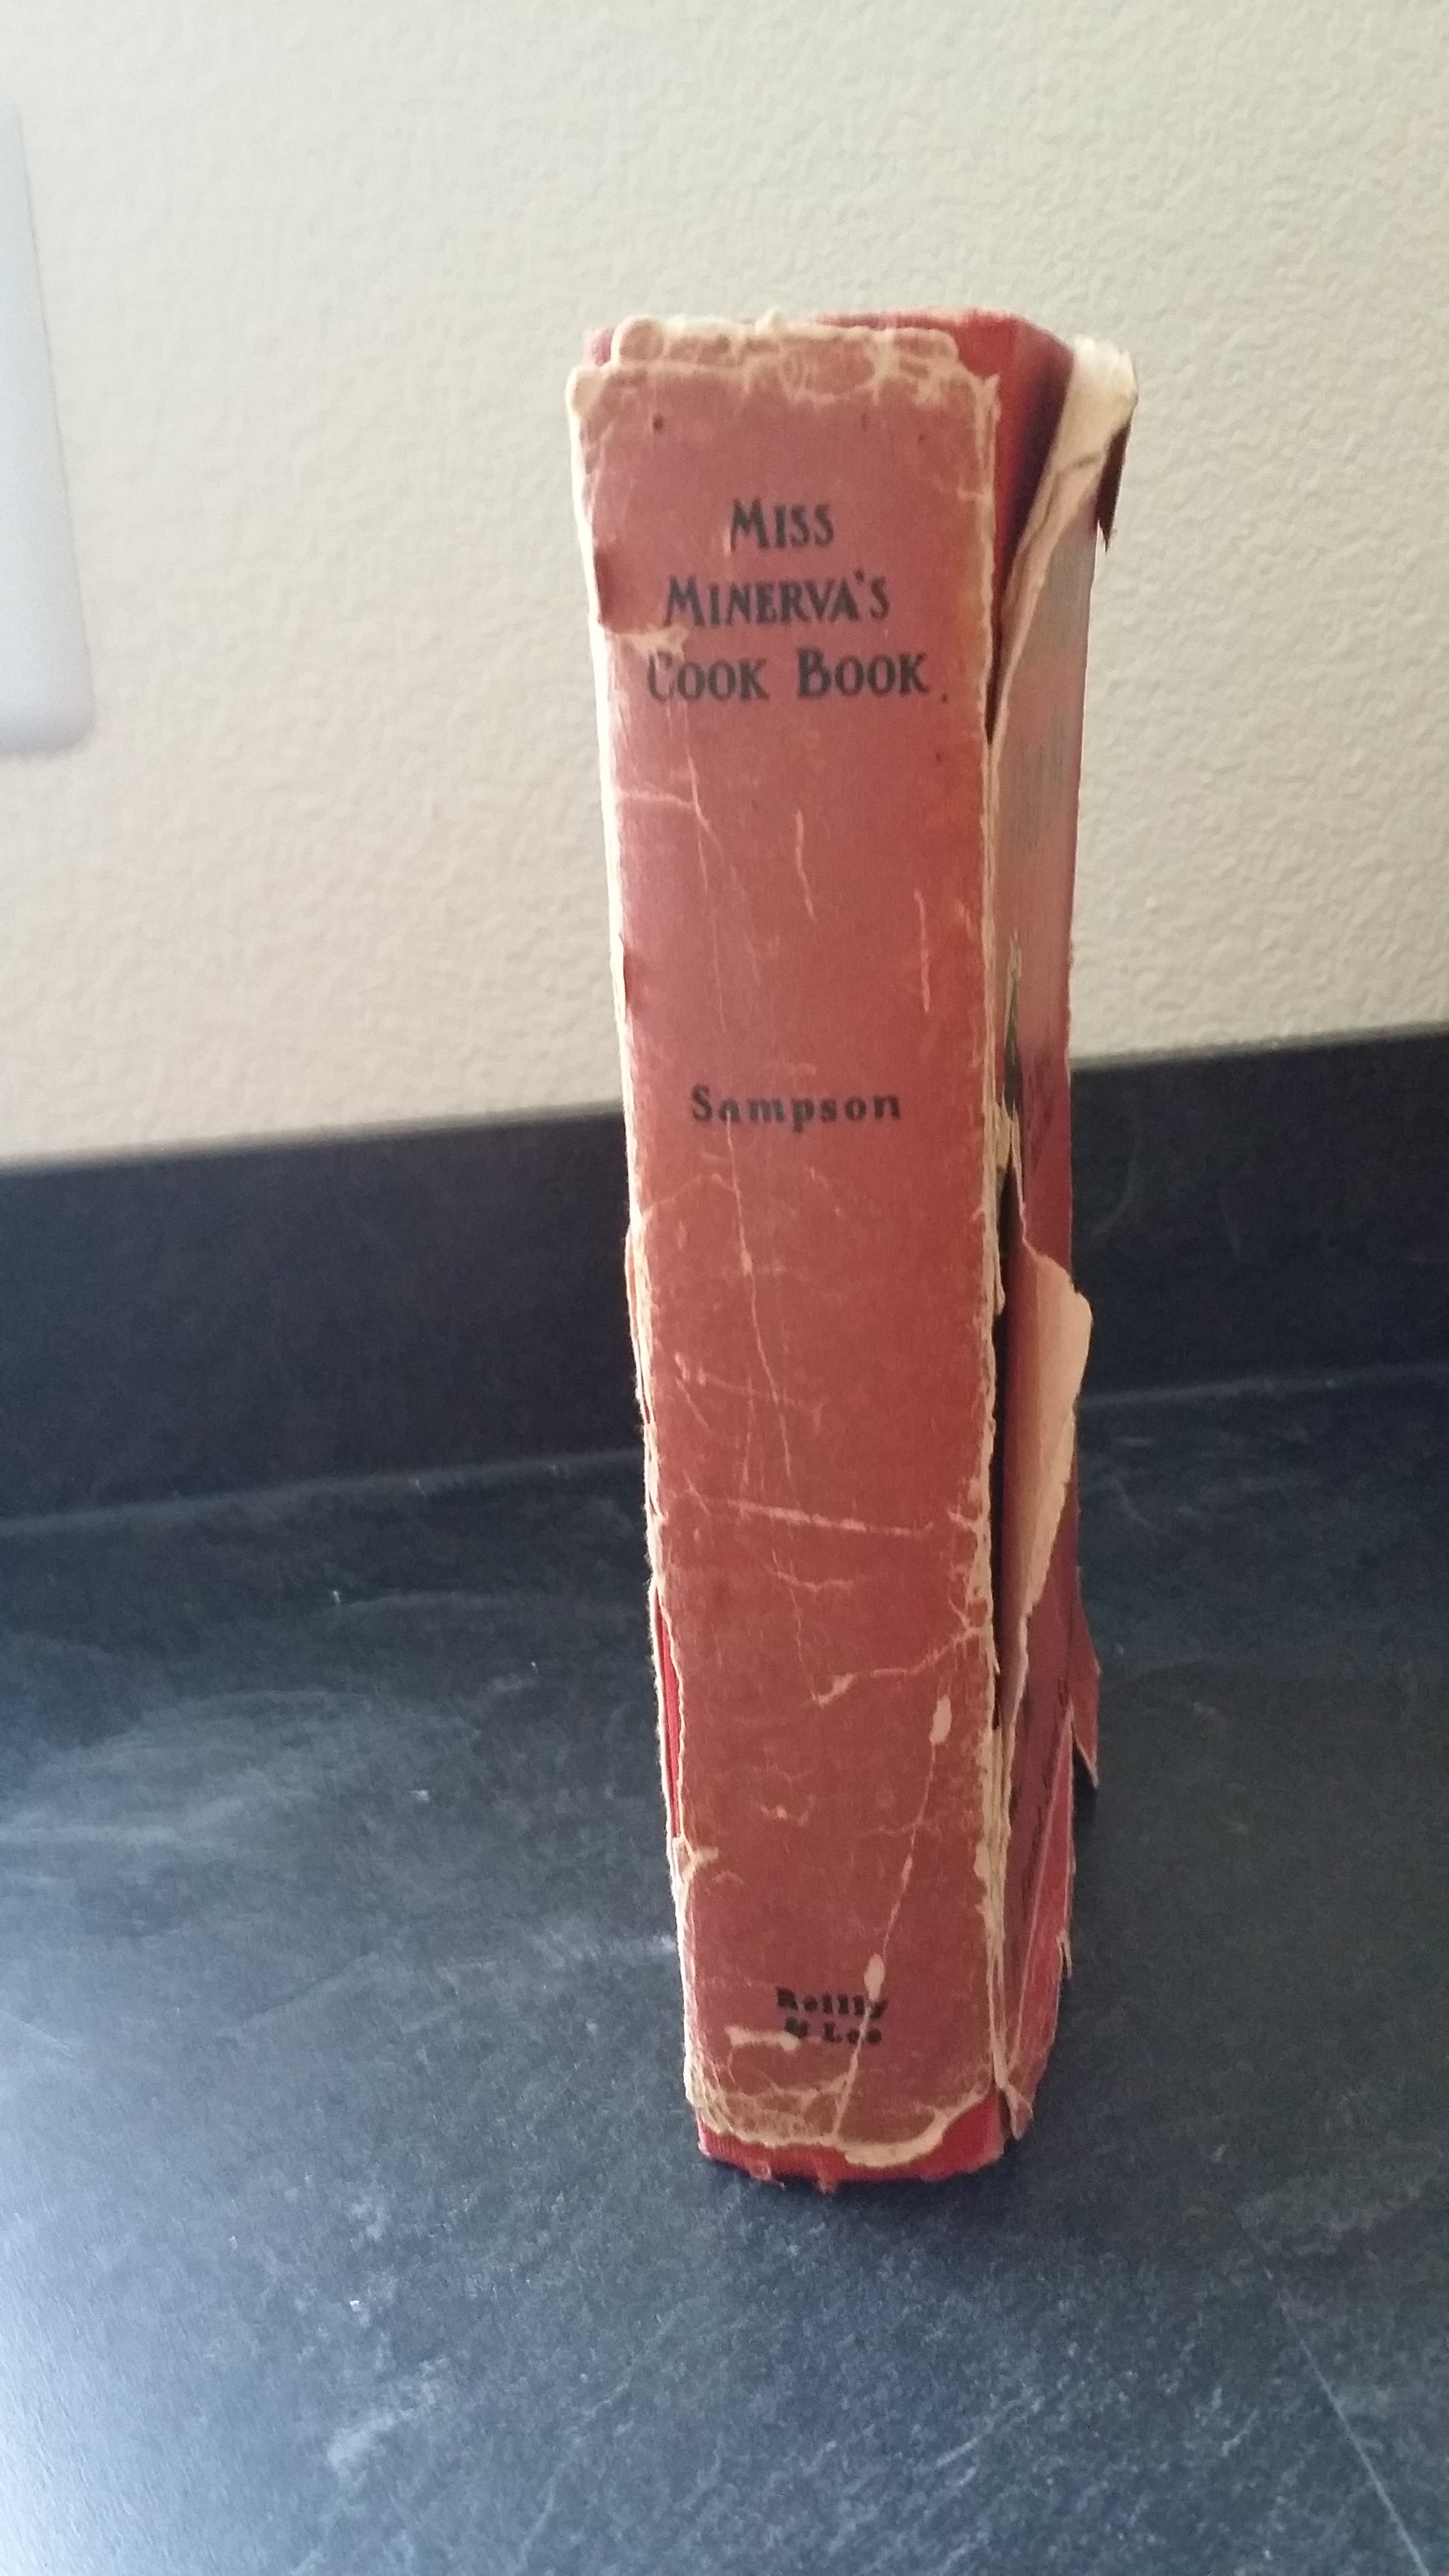 Miss
Minerva's
Cook Book
Sampson
Reilly
& Lee